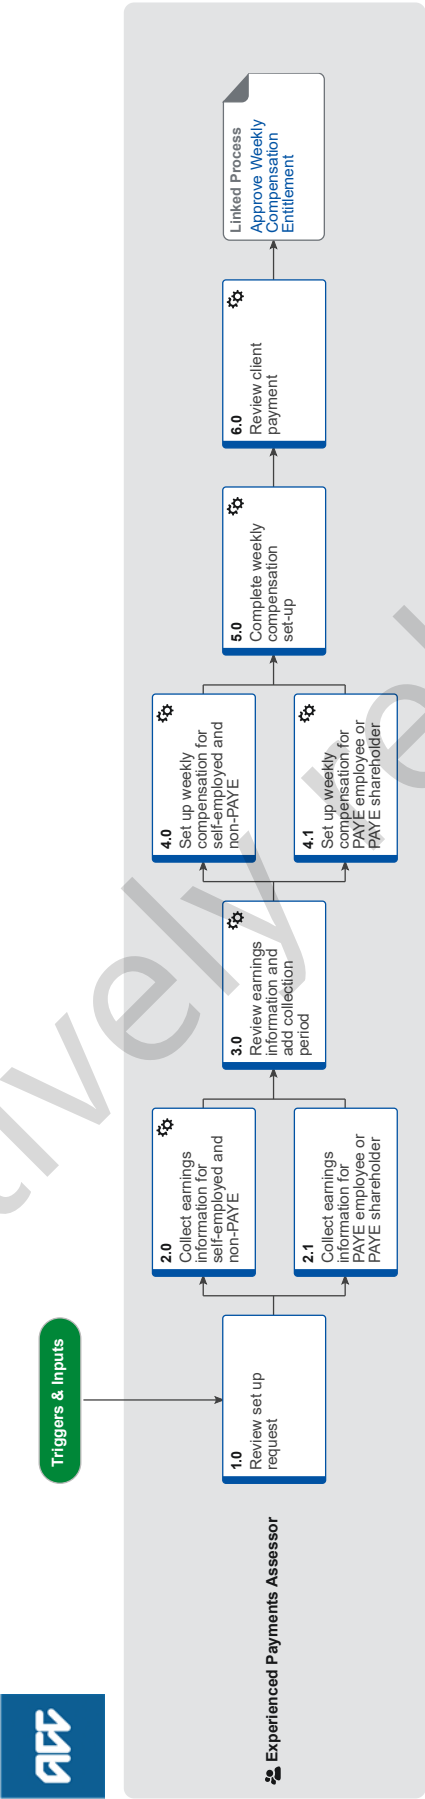 ACC
Triggers & Inputs
Experienced Payments Assessor
1.0
Review set up
request
2.0
Collect earnings
information for
self-employed and
non-PAYE
2.1
Collect earnings
information for
PAYE employee or
PAYE shareholder
3.0
Review earnings
information and
add collection
period
4.0
Set up weekly
compensation for
self-employed and
non-PAYE
4.1
Set up weekly
compensation for
PAYE employee or
PAYE shareholder
5.0
Complete weekly
compensation
set-up
6.0
Review client
payment
Linked Process
Approve Weekly
Compensation
Entitlement
tively re